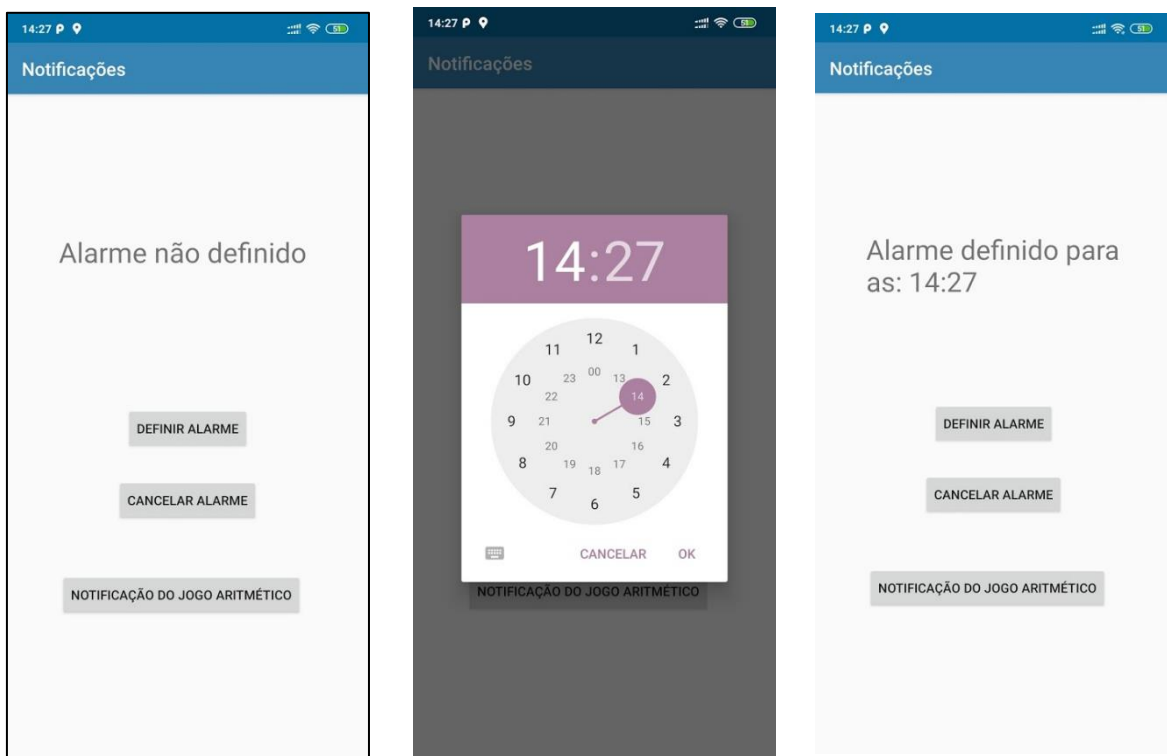 14:27
51
Notificações
Alarme não definido
DEFINIR ALARME
CANCELAR ALARME
NOTIFICAÇÃO DO JOGO ARITMÉTICO
14:27
51
Notificações
14:27
12
11
1
10
23
00
13
2
22
14
9
21
15
3
20
16
8
19
18
17
4
7
5
6
CANCELAR
OK
NOTIFICAÇÃO DO JOGO ARITMÉTICO
14:27
51
Notificações
Alarme definido para
as: 14:27
DEFINIR ALARME
CANCELAR ALARME
NOTIFICAÇÃO DO JOGO ARITMÉTICO